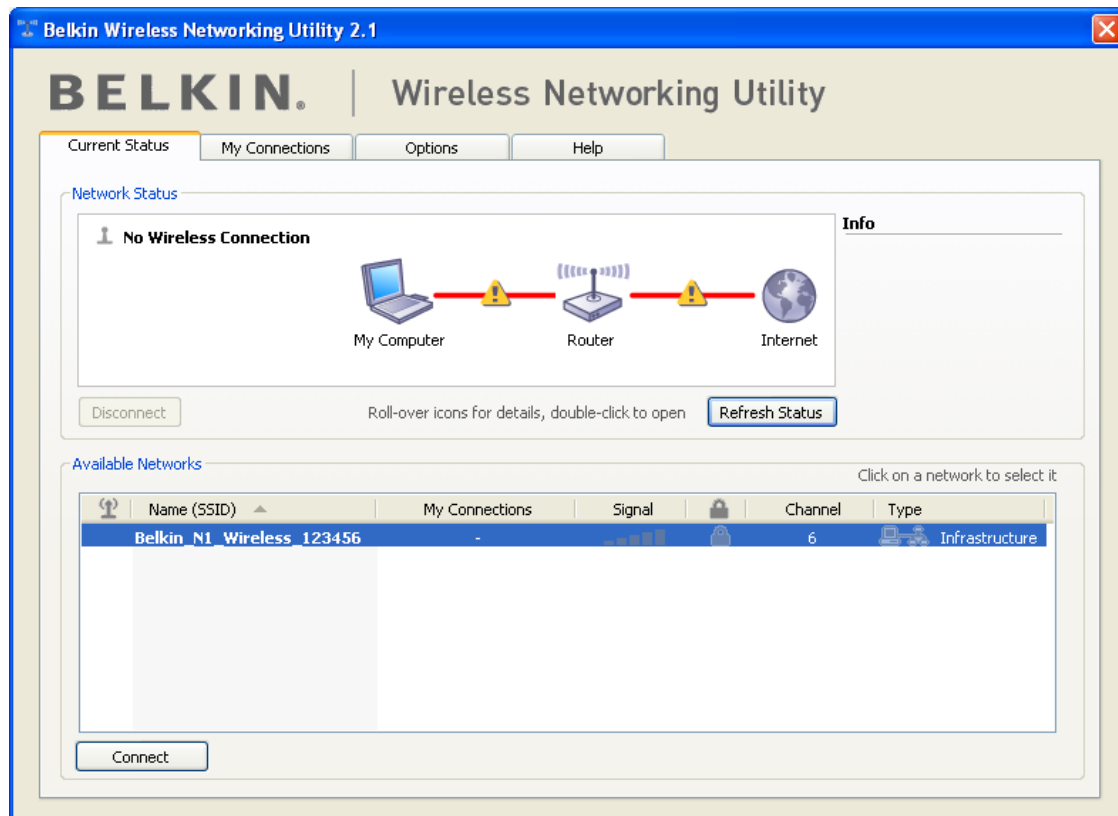 Belkin Wireless Networking Utility 2.1
BELKIN® | Wireless Networking Utility
Current Status My Connections Options Help
Network Status
No Wireless Connection
Info
My Computer Router Internet
Disconnect Roll-over icons for details, double-click to open Refresh Status
Available Networks
Click on a network to select it
Name (SSID) My Connections Signal Channel Type
Belkin_N1_Wireless_123456 - 6 Infrastructure
Connect